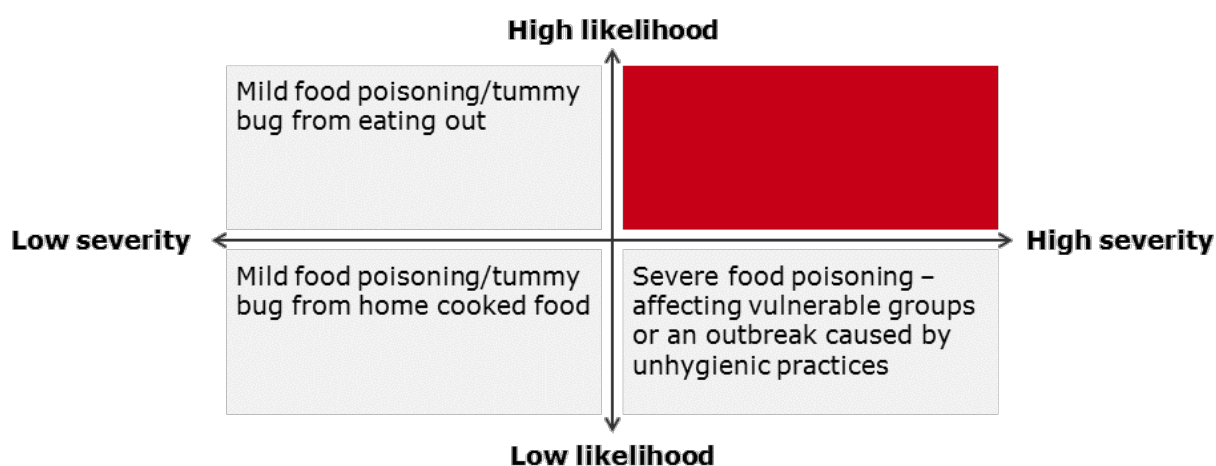 High likelihood
Mild food poisoning/tummy
bug from eating out
Low severity
High severity
Mild food poisoning/tummy
bug from home cooked food
Severe food poisoning –
affecting vulnerable groups
or an outbreak caused by
unhygienic practices
Low likelihood